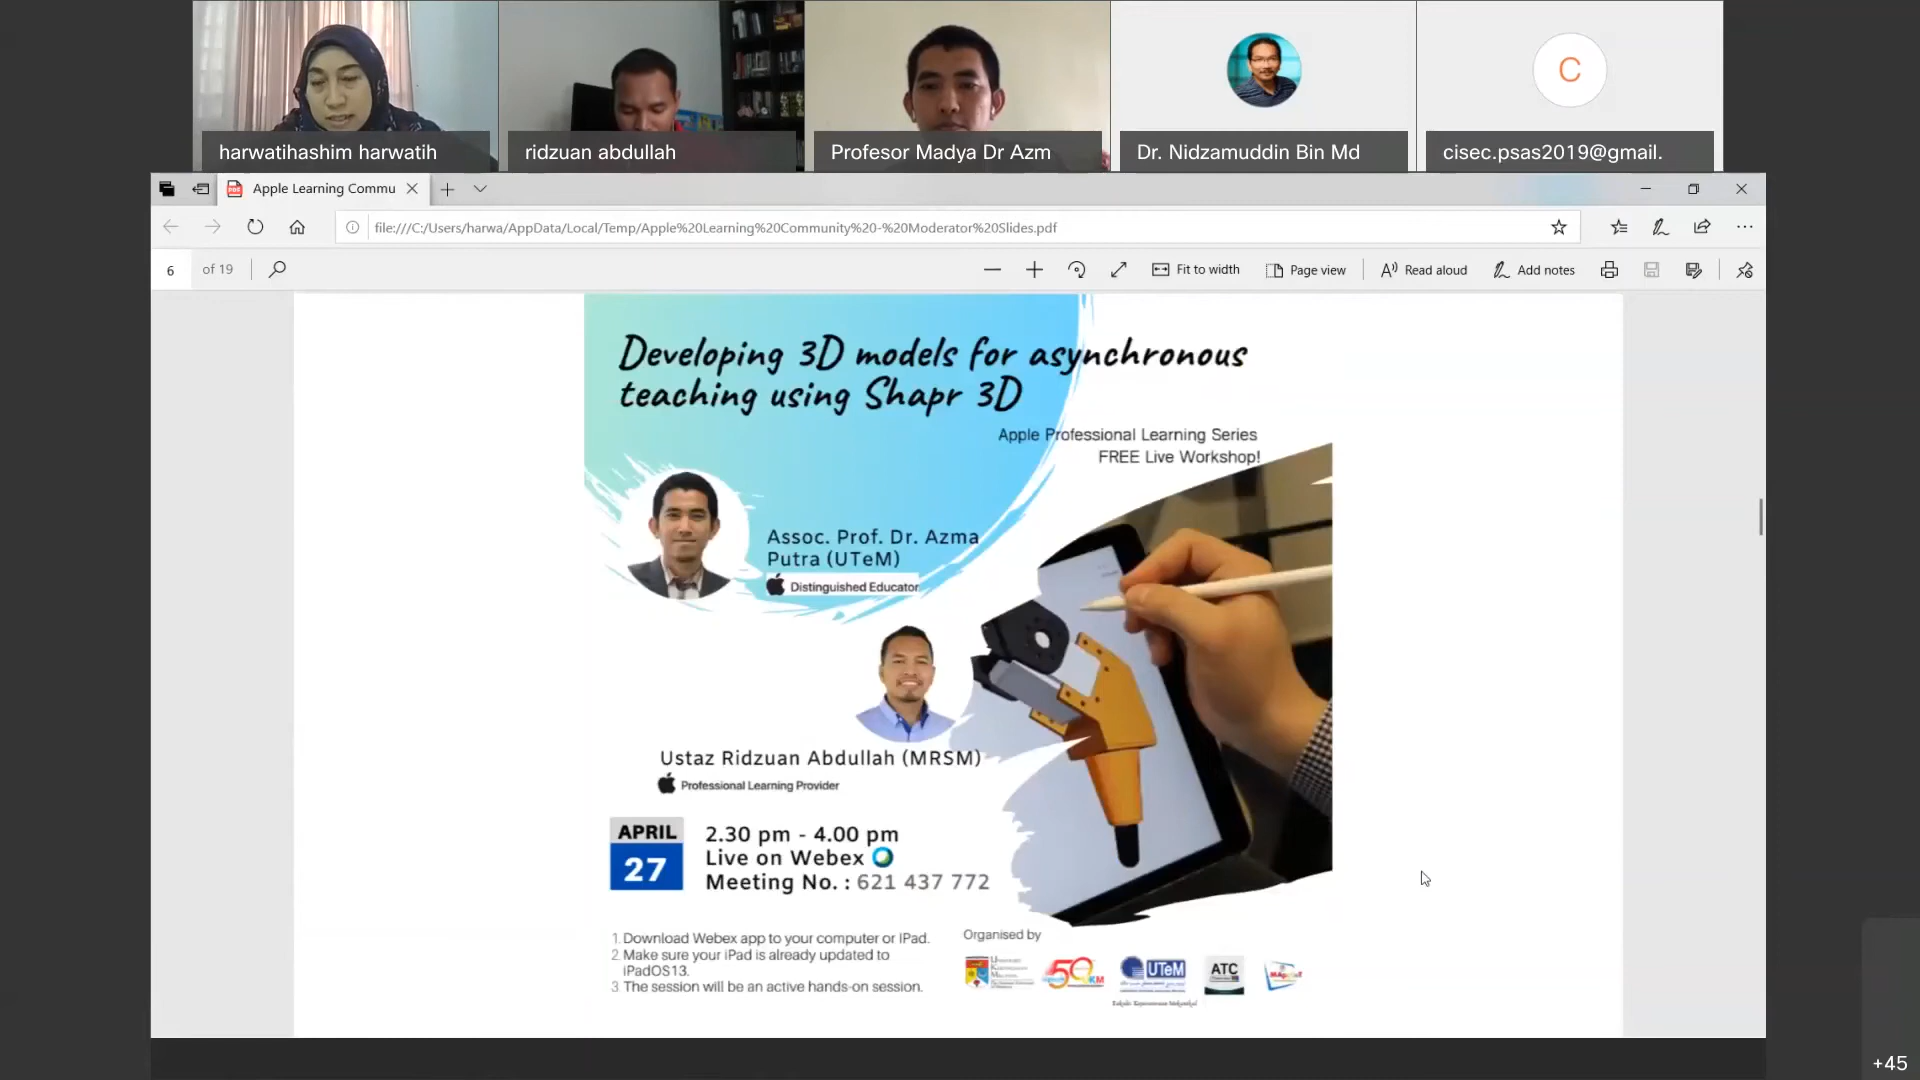 harwatihashim harwatih
ridzuan abdullah
Profesor Madya Dr Azm
Dr. Nidzamuddin Bin Md
C
cisec.psas2019@gmail.
Apple Learning Commu
file:///C:/Users/harwa/AppData/Local/Temp/Apple%20Learning%20Community%20-%20Moderator%20Slides.pdf
6 of 19
Fit to width
Page view
Read aloud
Add notes
Developing 3D models for asynchronous
teaching using Shapr 3D
Apple Professional Learning Series
FREE Live Workshop!
Assoc. Prof. Dr. Azma
Putra (UTeM)
Distinguished Educator
Ustaz Ridzuan Abdullah (MRSM)
Professional Learning Provider
APRIL
27
2.30 pm - 4.00 pm
Live on Webex
Meeting No. : 621 437 772
1. Download Webex app to your computer or iPad.
2. Make sure your iPad is already updated to
iPadOS13.
3. The session will be an active hands-on session.
Organised by
50
UTeM
ATC
+45